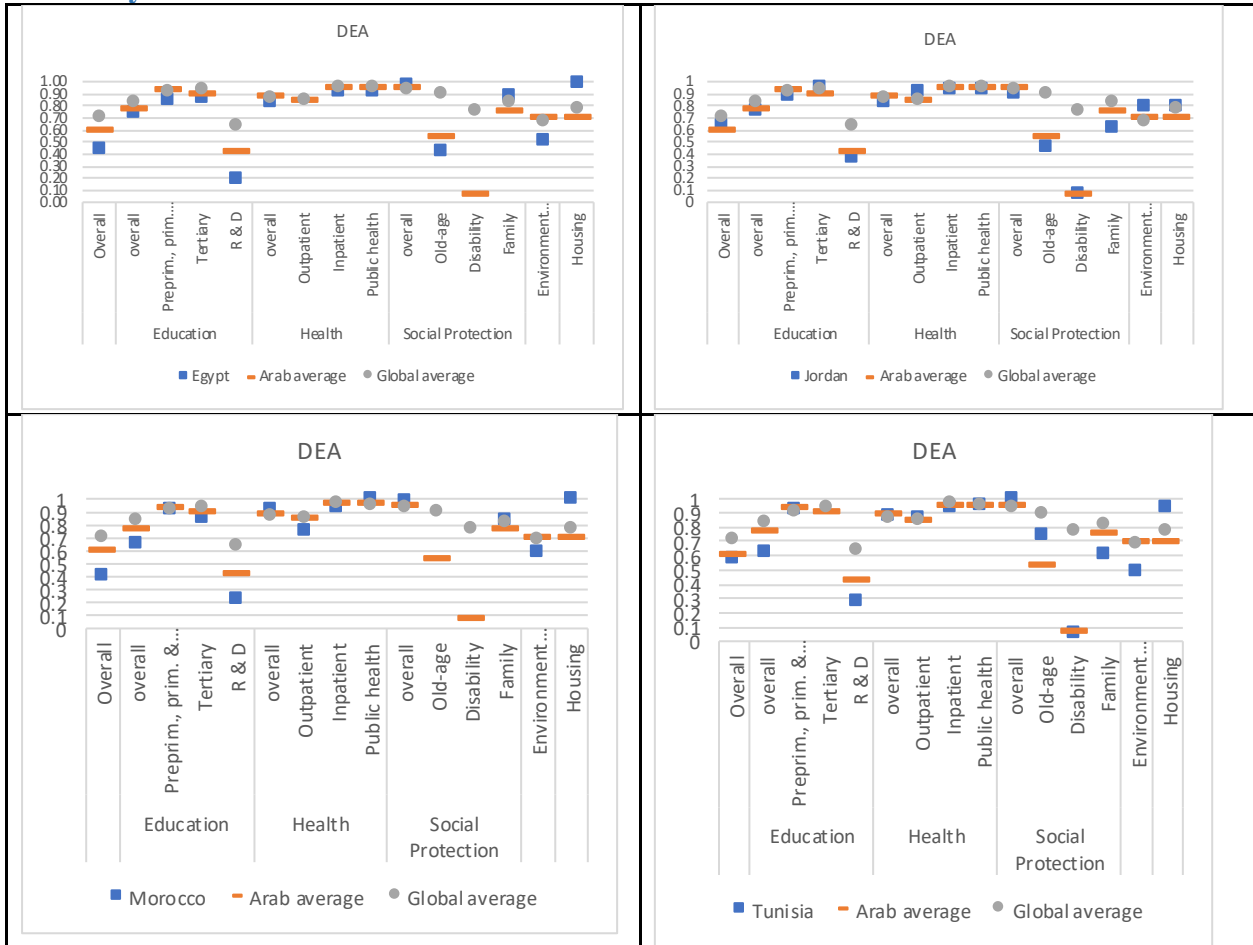 DEA
1.00
0.90
0.80
0.70
0.60
0.50
0.40
0.30
0.20
0.10
0.00
Overall
overall
Preprim., prim....
Tertiary
R & D
overall
Outpatient
Inpatient
Public health
overall
Old-age
Disability
Family
Environment...
Housing
Education
Health
Social Protection
Egypt
Arab average
Global average
DEA
1
0.9
0.8
0.7
0.6
0.5
0.4
0.3
0.2
0.1
0
Overall
overall
Preprim., prim....
Tertiary
R & D
overall
Outpatient
Inpatient
Public health
overall
Old-age
Disability
Family
Environment...
Housing
Education
Health
Social Protection
Jordan
Arab average
Global average
DEA
1
0.9
0.8
0.7
0.6
0.5
0.4
0.3
0.2
0.1
0
Overall
overall
Preprim., prim. &...
Tertiary
R & D
overall
Outpatient
Inpatient
Public health
overall
Old-age
Disability
Family
Environment...
Housing
Education
Health
Social
Protection
Morocco
Arab average
Global average
DEA
1
0.9
0.8
0.7
0.6
0.5
0.4
0.3
0.2
0.1
0
Overall
overall
Preprim., prim. &...
Tertiary
R & D
overall
Outpatient
Inpatient
Public health
overall
Old-age
Disability
Family
Environment...
Housing
Education
Health
Social
Protection
Tunisia
Arab average
Global average